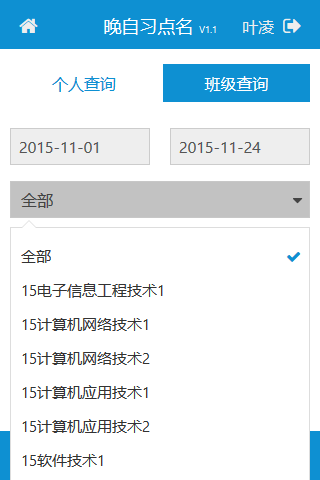 晚自习点名 V1.1 叶凌
个人查询 班级查询
2015-11-01 2015-11-24
全部
全部
15电子信息工程技术1
15计算机网络技术1
15计算机网络技术2
15计算机应用技术1
15计算机应用技术2
15软件技术1